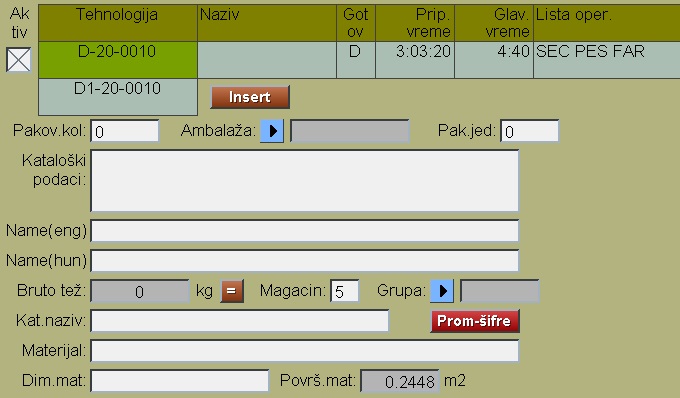 Ak
tiv
Tehnologija Naziv Got
ov Prip.
vreme Glav.
vreme Lista oper.
D-20-0010 D 3:03:20 4:40 SEC PES FAR
D1-20-0010 Insert
Pakov.kol: 0 Ambalaža: Pak.jed: 0
Kataloški
podaci:
Name(eng)
Name(hun)
Bruto tež: 0 kg = Magacin: 5 Grupa:
Kat.naziv: Prom-šifre
Materijal:
Dim.mat: Površ.mat: 0.2448 m2